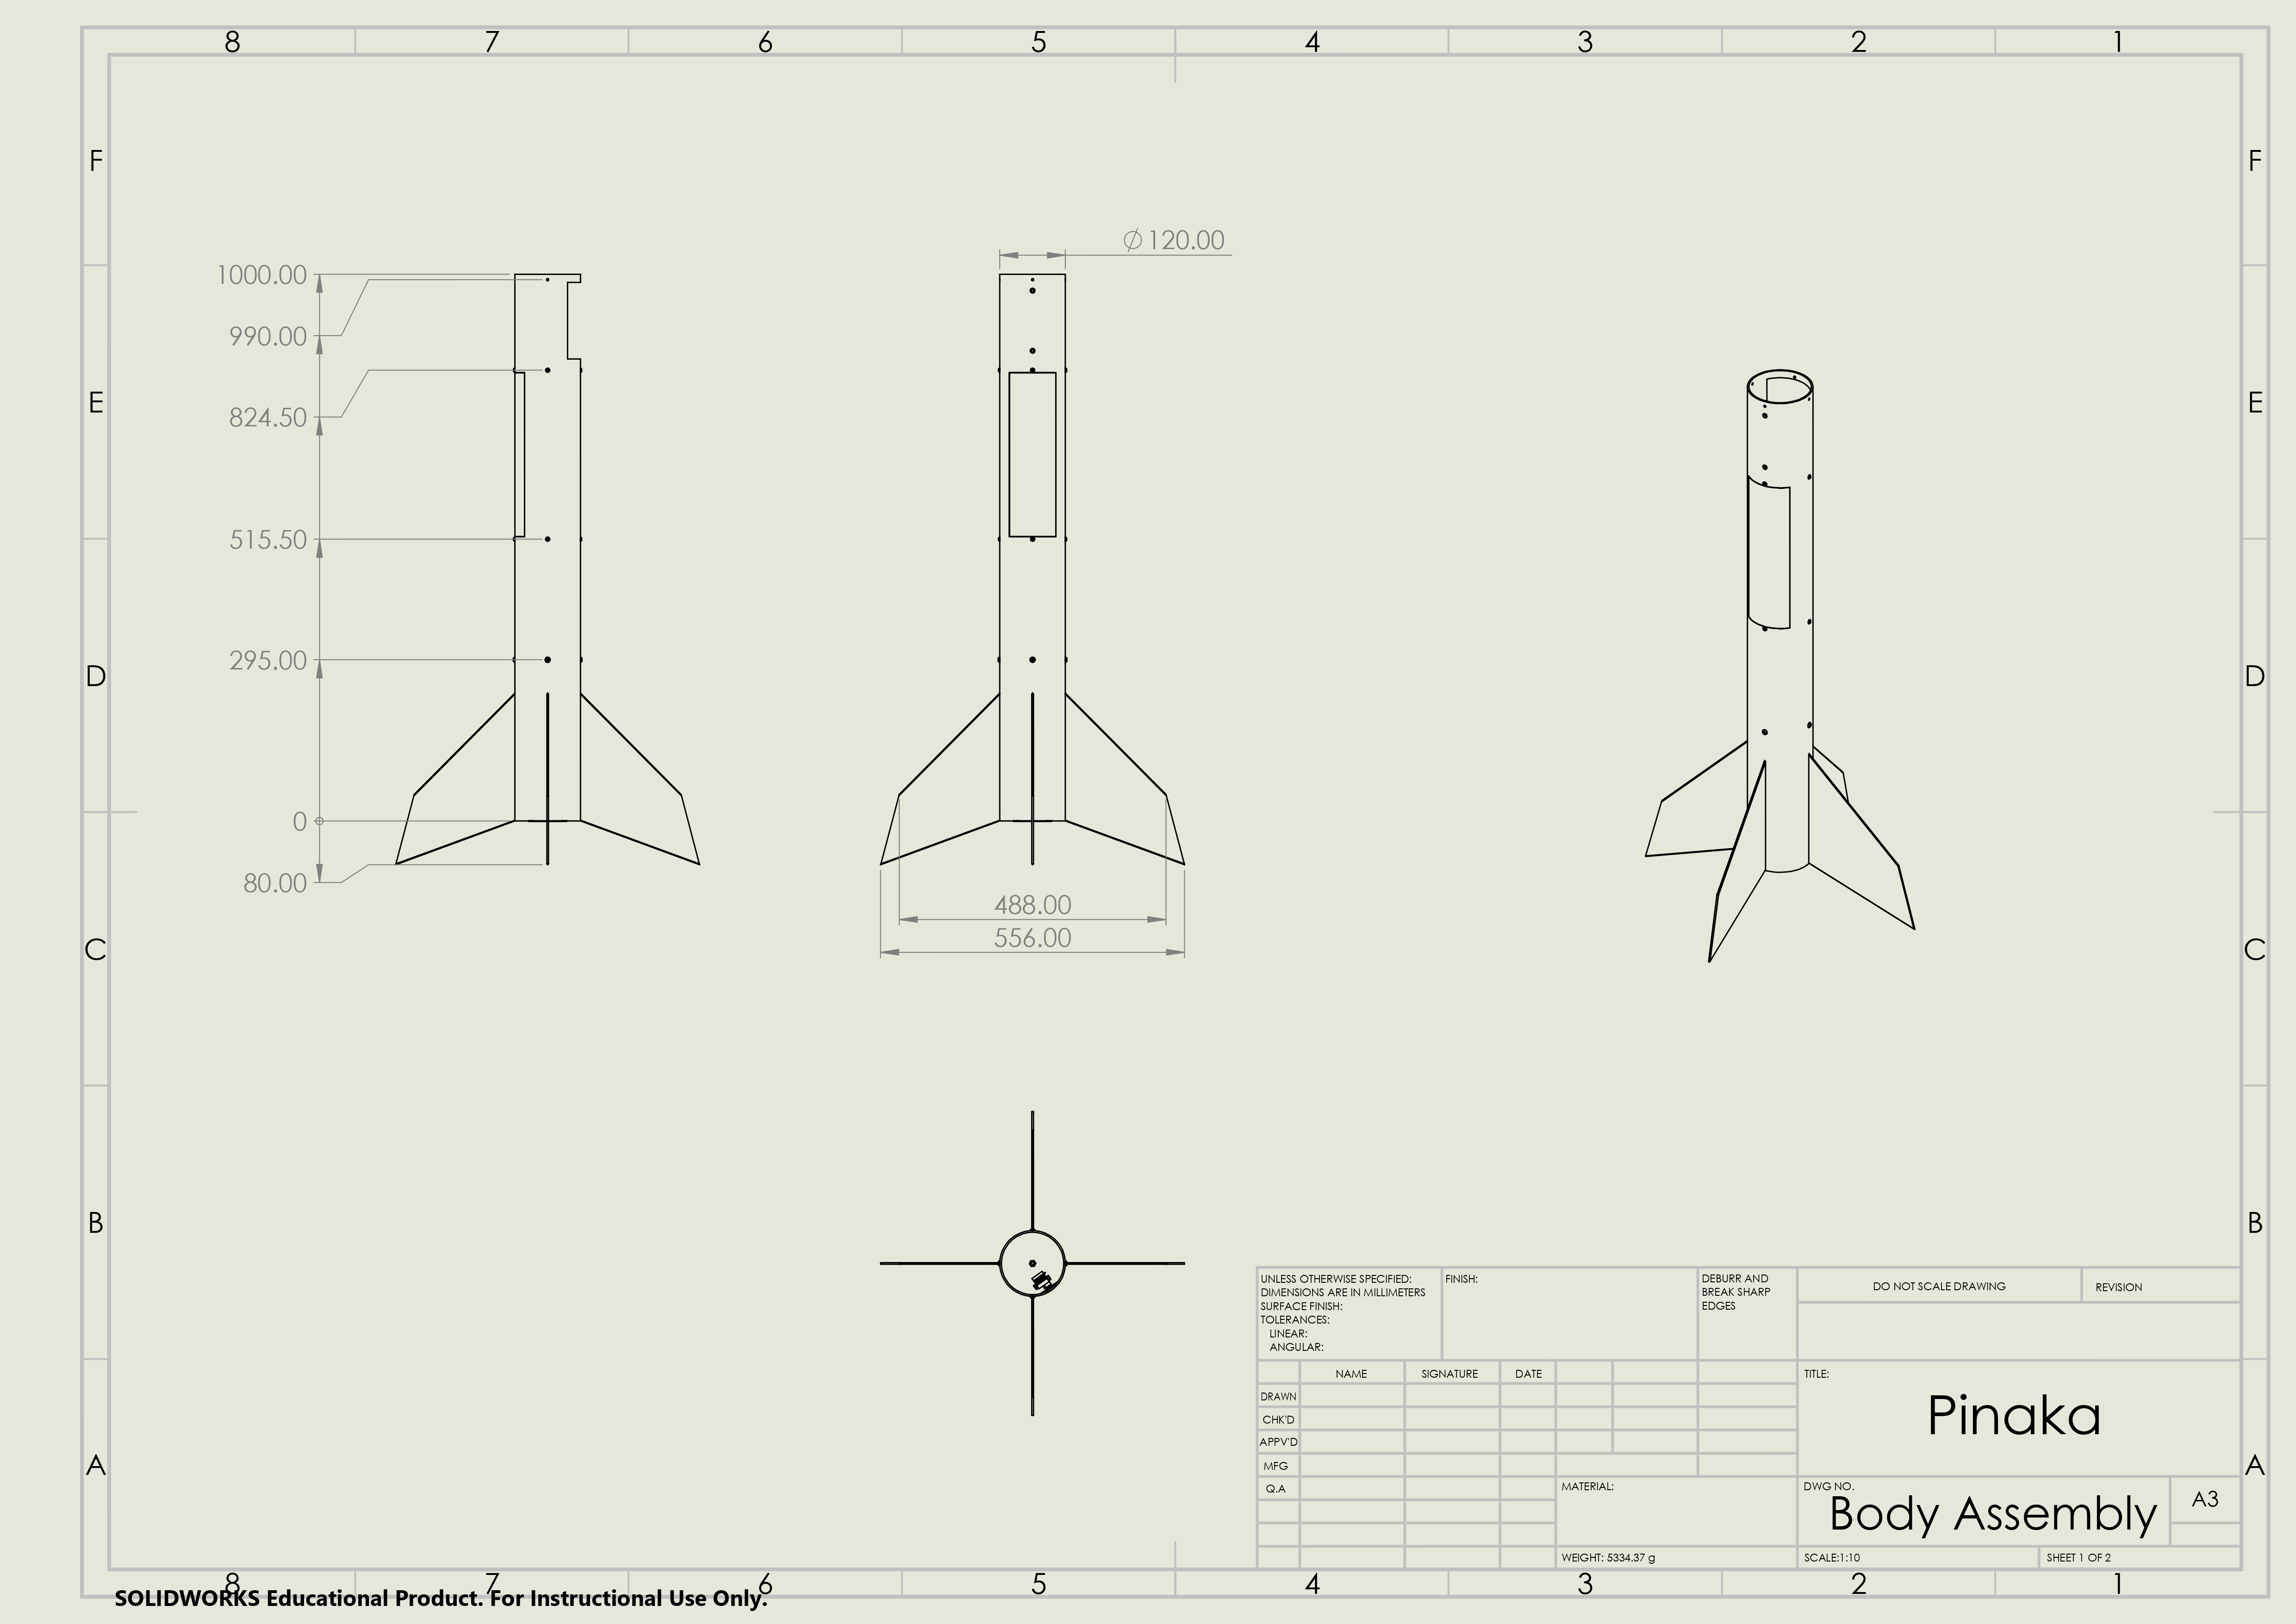 8 7 6 5 4 3 2 1
F F
⌀120.00
1000.00
990.00
E E
824.50
515.50
295.00
D D
0
80.00
488.00
556.00
C C
B B
UNLESS OTHERWISE SPECIFIED:
DIMENSIONS ARE IN MILLIMETERS
SURFACE FINISH:
TOLERANCES:
LINEAR:
ANGULAR:
FINISH:
DEBURR AND
BREAK SHARP
EDGES
DO NOT SCALE DRAWING
REVISION
NAME SIGNATURE DATE
DRAWN
CHK'D
APPV'D
MFG
Q.A
TITLE:
Pinaka
A A
MATERIAL:
DWG NO.
Body Assembly
A3
WEIGHT: 5334.37 g
SCALE:1:10
SHEET 1 OF 2
8 7 6 5 4 3 2 1
SOLIDWORKS Educational Product. For Instructional Use Only.